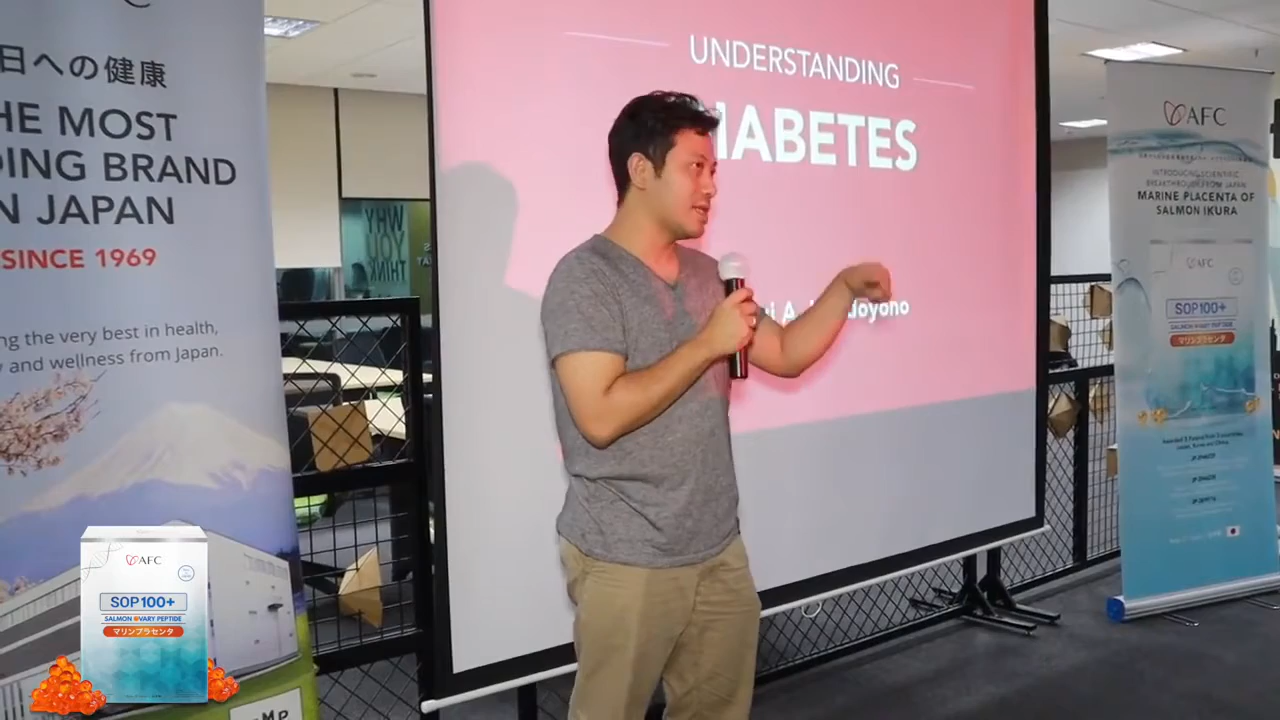 日への健康
HE MOST
DING BRAND
N JAPAN
SINCE 1969
ng the very best in health,
and wellness from Japan.
AFC
SOP100+
SALMON OVARY PEPTIDE
マリンプラセンタ
WHY
YOU
THINK
UNDERSTANDING
DIABETES
A.
doyono
AFC
INTRODUCING SCIENTIFIC
BREAKTHROUGH FROM JAPAN
MARINE PLACENTA OF
SALMON IKURA
AFC
SOP100+
SALMON OVARY PEPTIDE
マリンプラセンタ